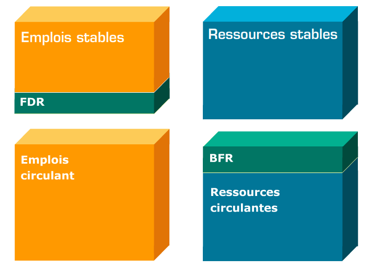 Emplois stables
FDR
Ressources stables
Emplois
circulant
BFR
Ressources
circulantes